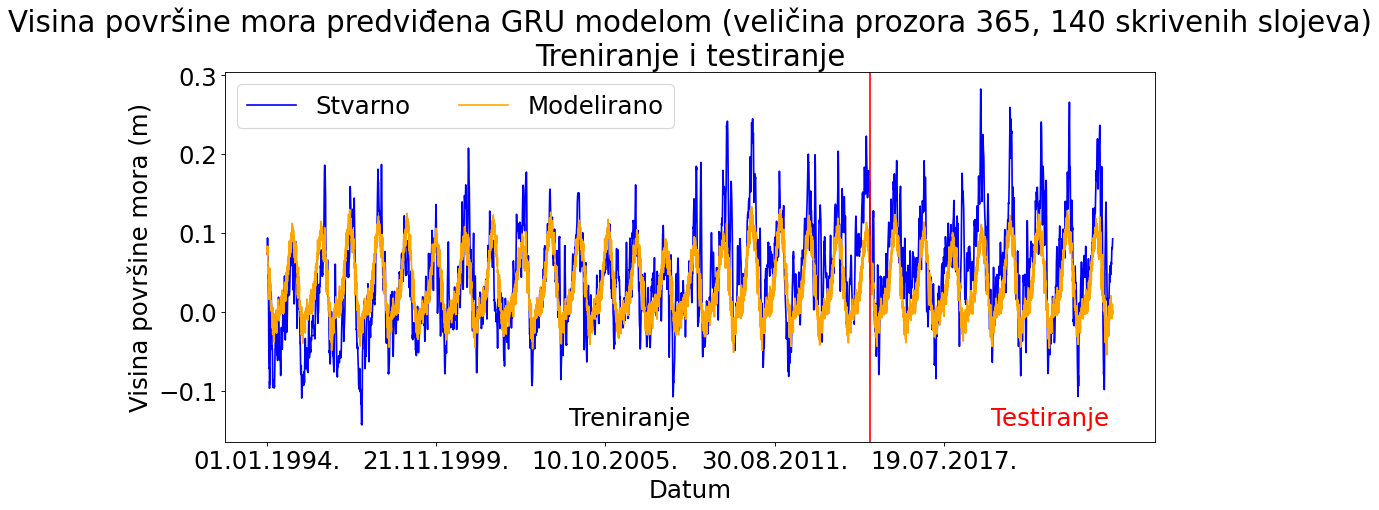 Visina površine mora predviđena GRU modelom (veličina prozora 365, 140 skrivenih slojeva)
Treniranje i testiranje
Stvarno Modelirano
Visina površine mora (m)
0.3
0.2
0.1
0.0
−0.1
Treniranje Testiranje
01.01.1994. 21.11.1999. 10.10.2005. 30.08.2011. 19.07.2017.
Datum